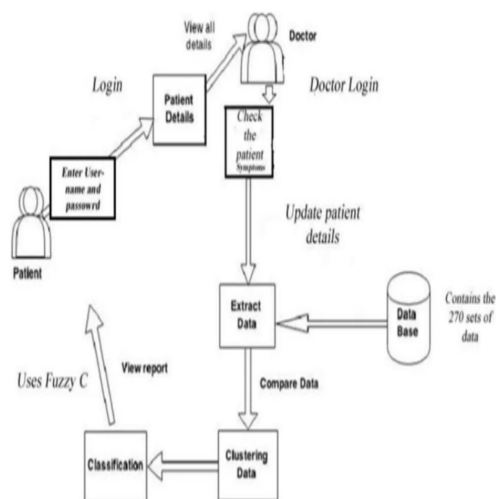 View all
details
Doctor
Login
Doctor Login
Patient
Details
Check
the
patient
Symptoms
Enter User-
name and
passowrd
Patient
Update patient
details
Extract
Data
Data
Base
Contains the
270 sets of
data
View report
Uses Fuzzy C
Compare Data
Classification
Clustering
Data